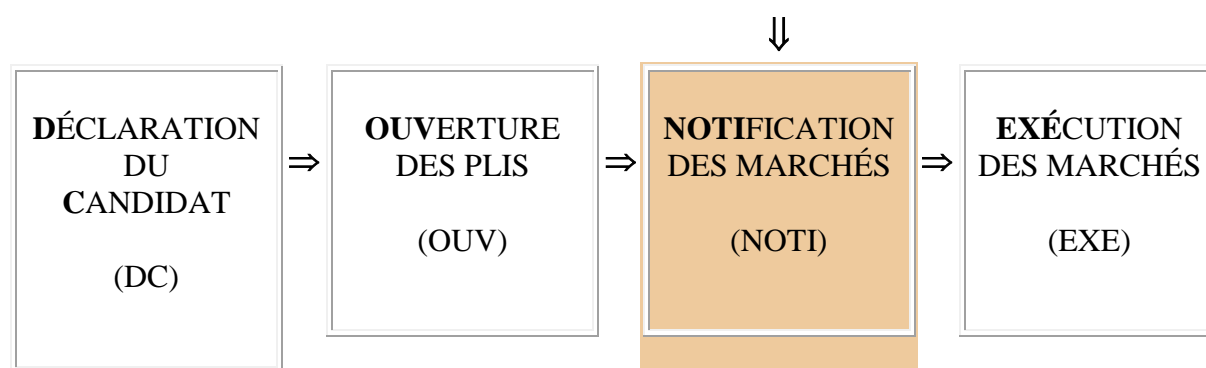 ⇓
DÉCLARATION
DU
CANDIDAT
(DC)
⇒
OUVERTURE
DES PLIS
(OUV)
⇒
NOTIFICATION
DES MARCHÉS
(NOTI)
⇒
EXÉCUTION
DES MARCHÉS
(EXE)